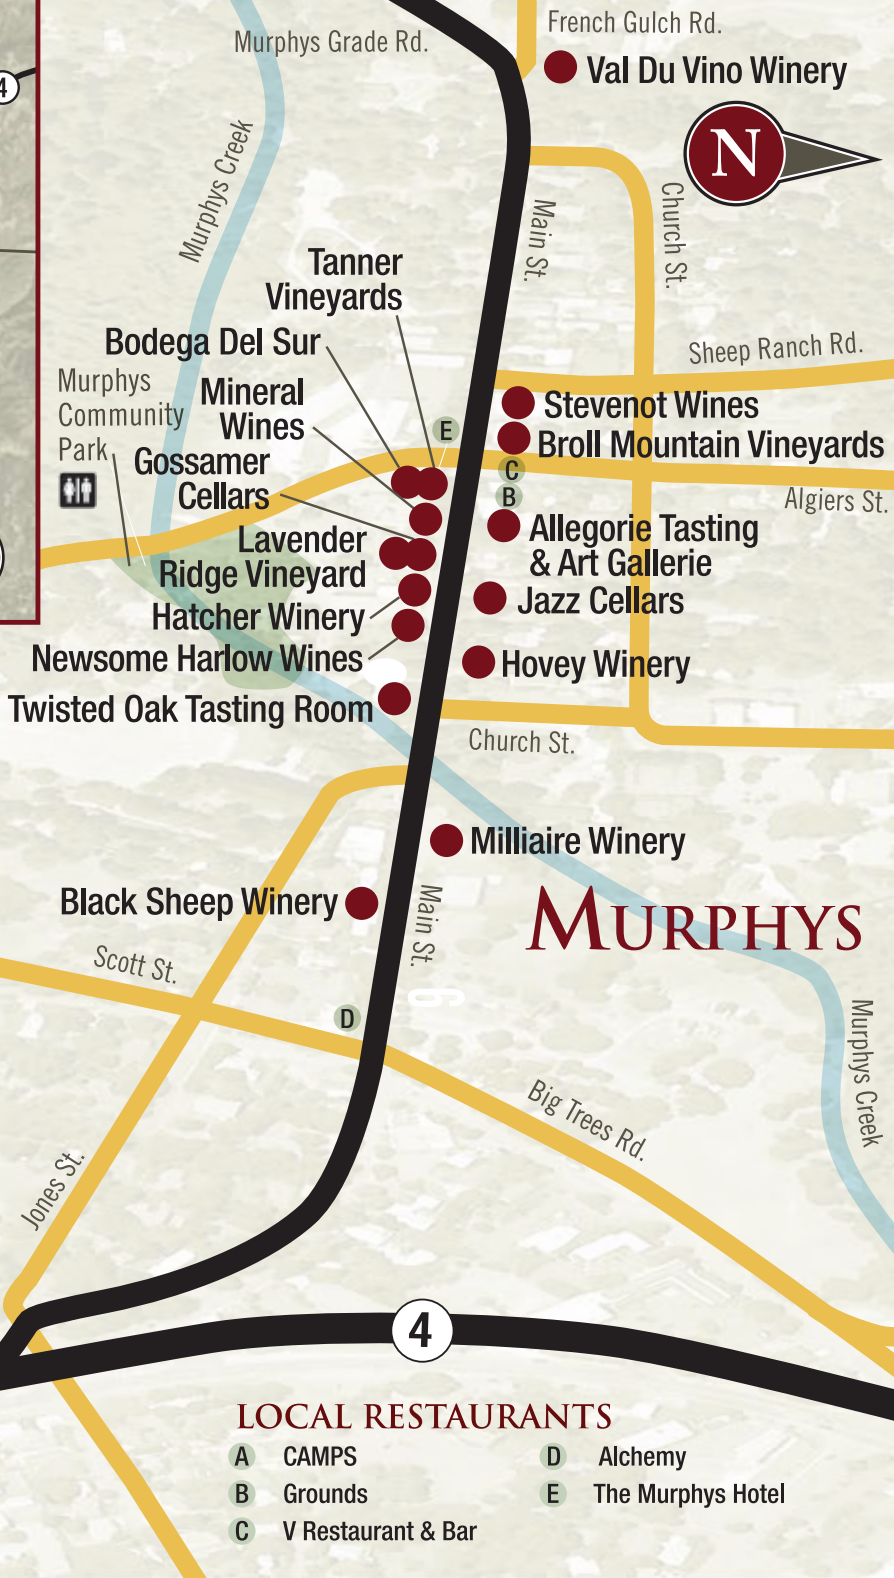 French Gulch Rd.
Murphys Grade Rd.
Val Du Vino Winery
4
N
Murphys Creek
Main St.
Church St.
Tanner
Vineyards
Bodega Del Sur
Sheep Ranch Rd.
Murphys
Community
Park
Mineral
Wines
Stevenot Wines
E
Broll Mountain Vineyards
Gossamer
Cellars
C
B
Algiers St.
Lavender
Ridge Vineyard
Allegorie Tasting
& Art Gallerie
Hatcher Winery
Jazz Cellars
Newsome Harlow Wines
Hovey Winery
Twisted Oak Tasting Room
Church St.
Milliaire Winery
Black Sheep Winery
Main St.
MURPHYS
Scott St.
6
D
Murphys Creek
Big Trees Rd.
Jones St.
4
LOCAL RESTAURANTS
A CAMPS
B Grounds
C V Restaurant & Bar
D Alchemy
E The Murphys Hotel